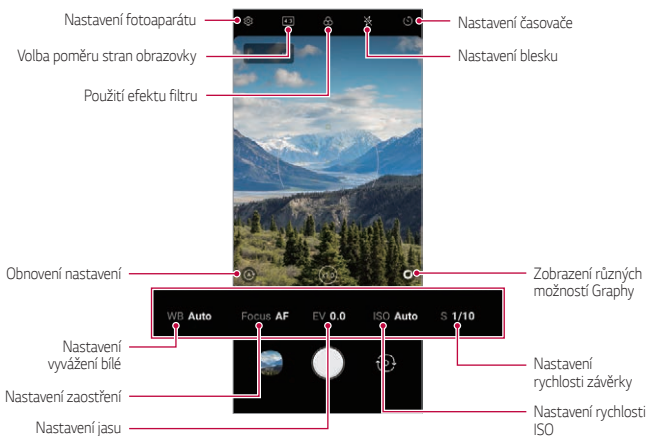 Nastavení fotoaparátu
Nastavení časovače
Volba poměru stran obrazovky
Nastavení blesku
Použití efektu filtru
Obnovení nastavení
Zobrazení různých
možností Graphy
WB Auto
Focus AF
EV 0.0
ISO Auto
S 1/10
Nastavení
vyvážení bílé
Nastavení
rychlosti závěrky
Nastavení zaostření
Nastavení rychlosti
ISO
Nastavení jasu